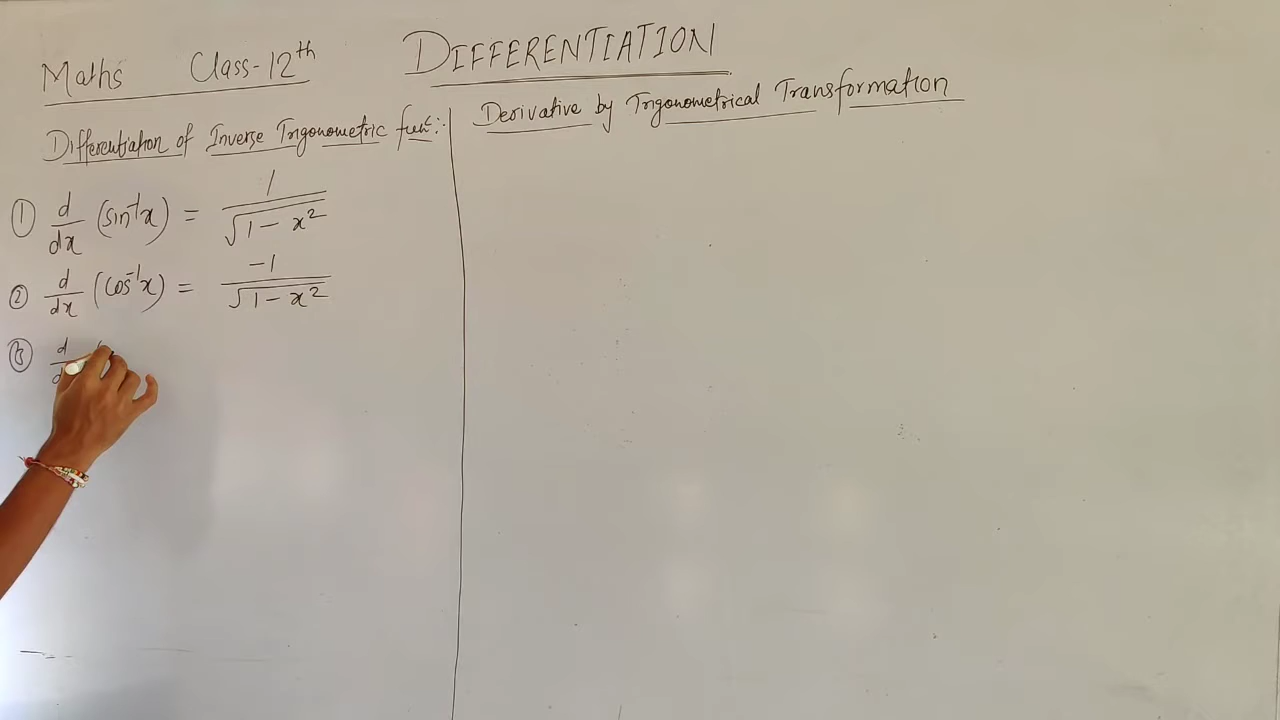 Maths Class-12th DIFFERENTIATION
Differentiation of Inverse Trigonometric funt:-
① d/dx (sin⁻¹x) = 1/√(1 - x²)
② d/dx (cos⁻¹x) = -1/√(1 - x²)
③ d
Derivative by Trigonometrical Transformation